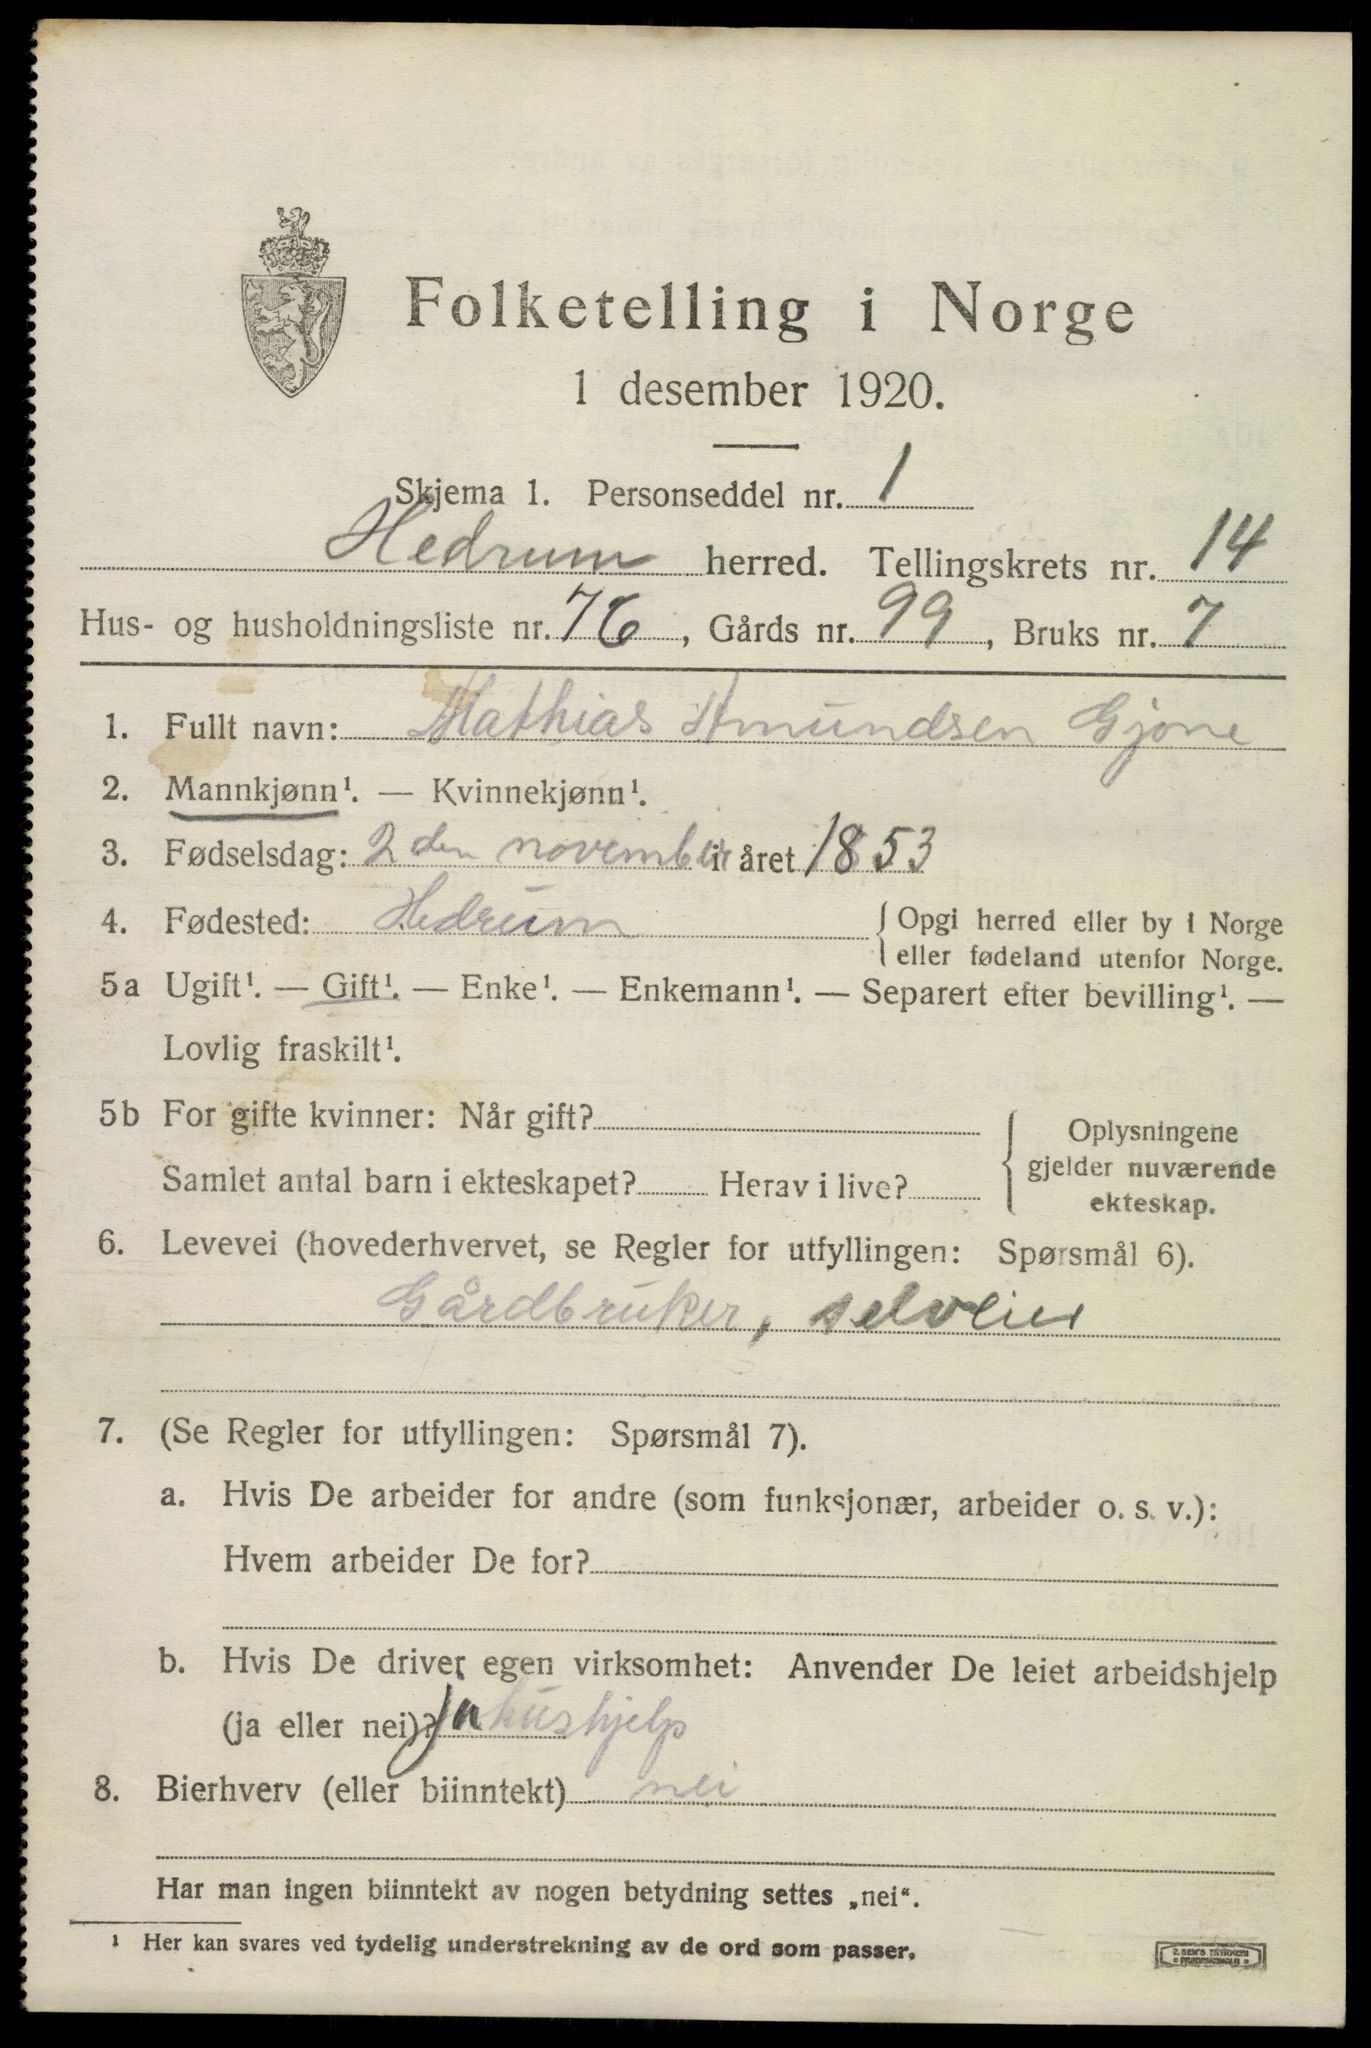 Folketelling i Norge
1 desember 1920.
Skjema 1. Personseddel nr. 1
Hedrum herred. Tellingskrets nr. 14
Hus- og husholdningsliste nr. 76, Gårds nr. 99, Bruks nr. 7
1. Fullt navn: Mathias Amundsen Gjone
2. Mannkjønn¹. — Kvinnekjønn¹.
3. Fødselsdag: 2den november i året 1853
4. Fødested: Hedrum { Opgi herred eller by i Norge
eller fødeland utenfor Norge.
5a Ugift¹. — Gift¹. — Enke¹. — Enkemann¹. — Separert efter bevilling¹. —
Lovlig fraskilt¹.
5b For gifte kvinner: Når gift?
Samlet antal barn i ekteskapet? Herav i live?
Oplysningene
gjelder nuværende
ekteskap.
6. Levevei (hovederhvervet, se Regler for utfyllingen: Spørsmål 6).
Gårdbruker, selveier
7. (Se Regler for utfyllingen: Spørsmål 7).
a. Hvis De arbeider for andre (som funksjonær, arbeider o. s. v.):
Hvem arbeider De for?
b. Hvis De driver egen virksomhet: Anvender De leiet arbeidshjelp
(ja eller nei)? Ja hushjelp
8. Bierhverv (eller biinntekt) nei
Har man ingen biinntekt av nogen betydning settes „nei“.
¹ Her kan svares ved tydelig understrekning av de ord som passer.